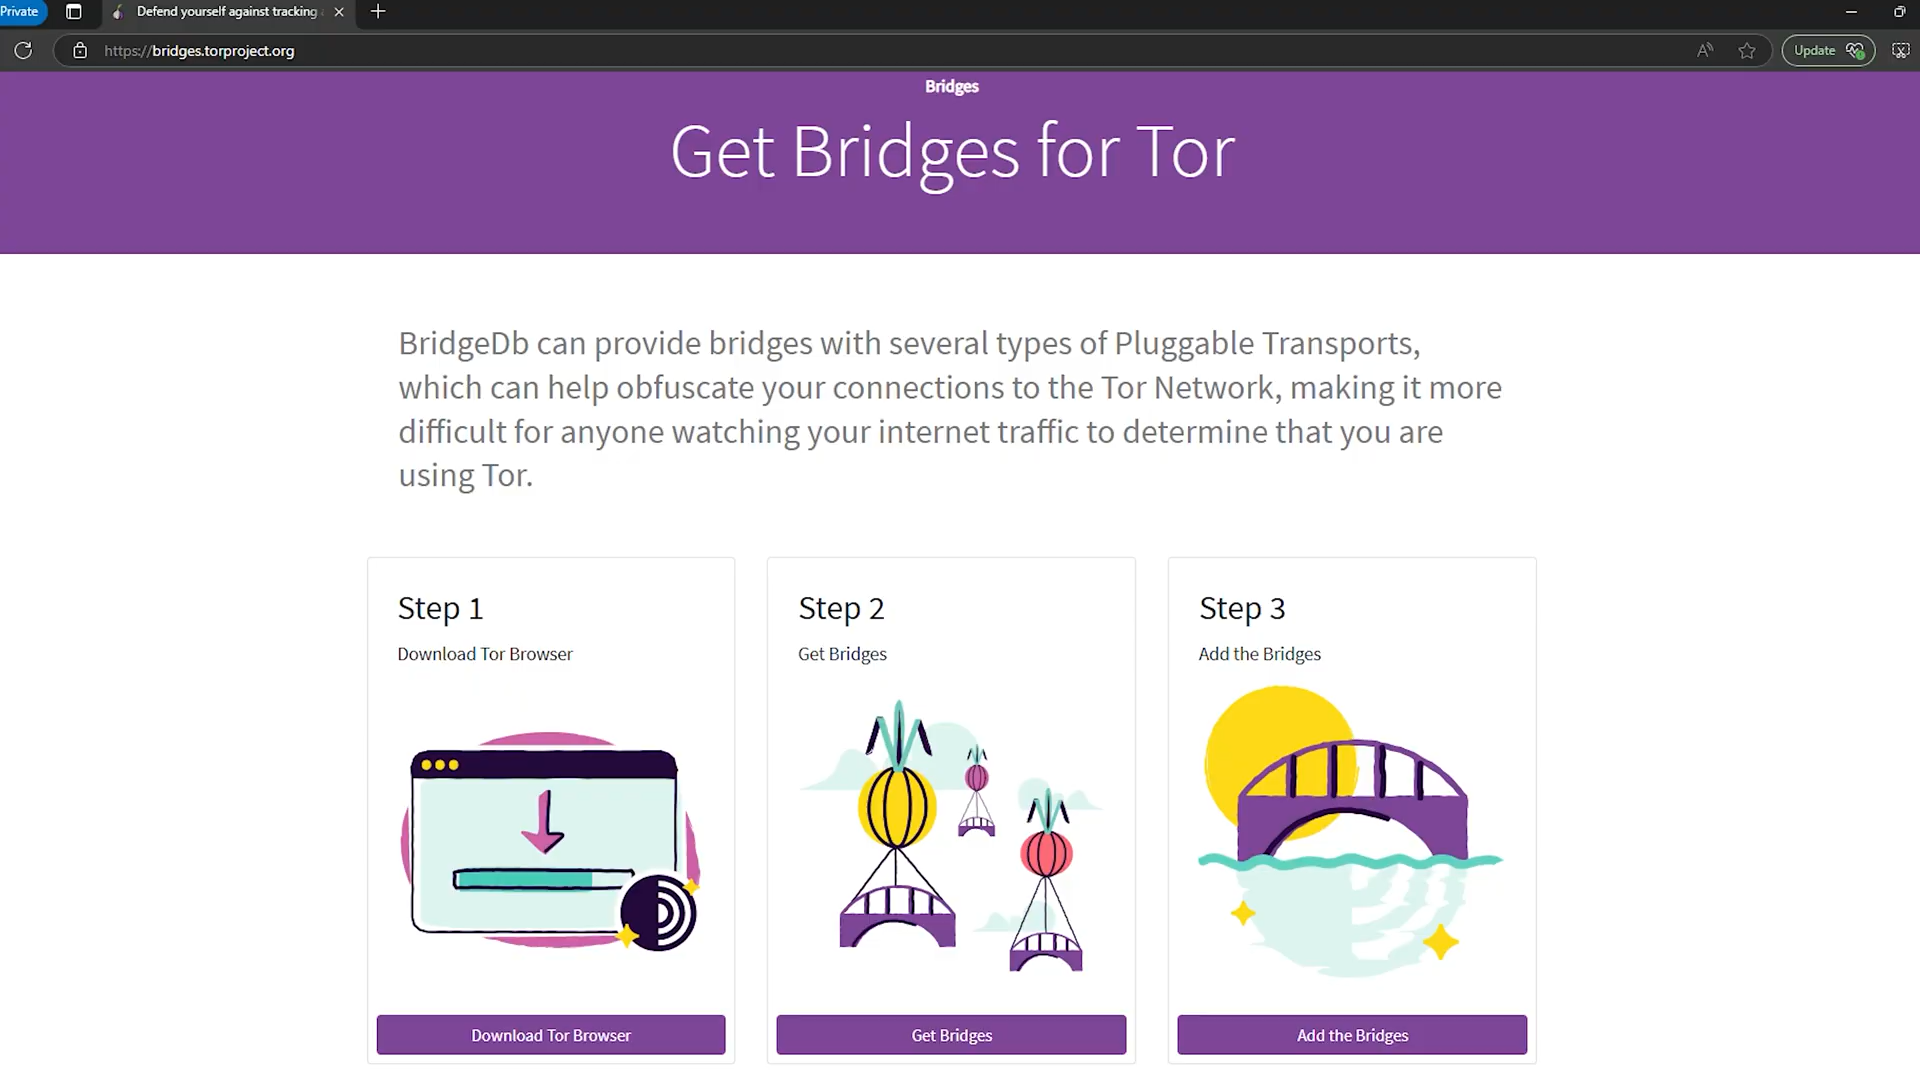 Private
Defend yourself against tracking
https://bridges.torproject.org
Update
Bridges
Get Bridges for Tor
BridgeDb can provide bridges with several types of Pluggable Transports,
which can help obfuscate your connections to the Tor Network, making it more
difficult for anyone watching your internet traffic to determine that you are
using Tor.
Step 1
Download Tor Browser
Download Tor Browser
Step 2
Get Bridges
Get Bridges
Step 3
Add the Bridges
Add the Bridges